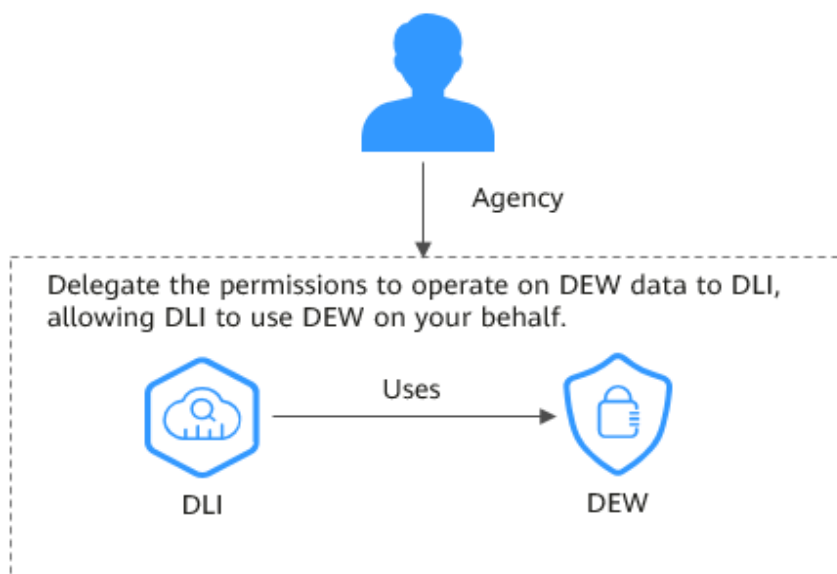 Agency
Delegate the permissions to operate on DEW data to DLI,
allowing DLI to use DEW on your behalf.
Uses
DLI
DEW